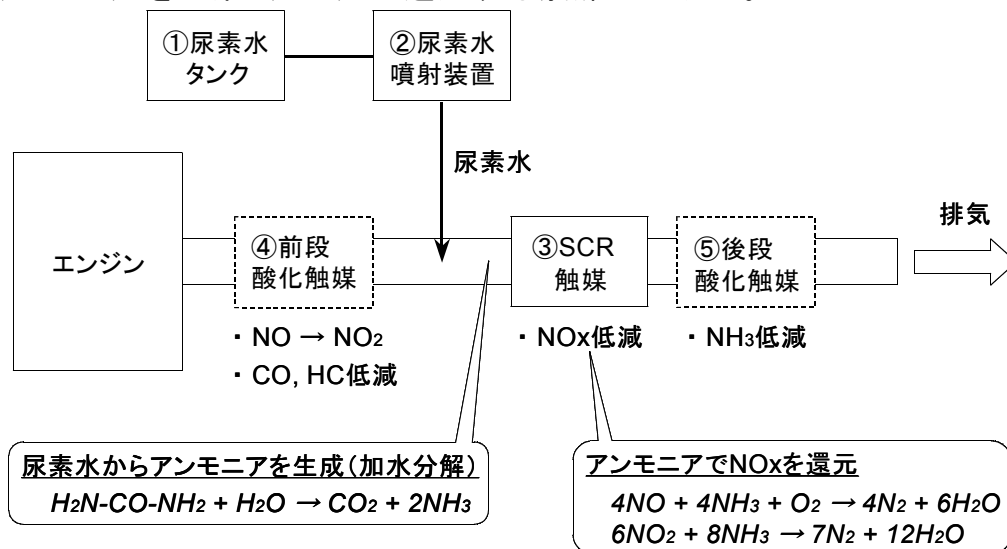 ①尿素水
タンク
②尿素水
噴射装置
尿素水
排気
エンジン
④前段
酸化触媒
③SCR
触媒
⑤後段
酸化触媒
・NO → NO2
・CO, HC低減
・NOx低減
・NH3低減
尿素水からアンモニアを生成(加水分解)
H2N-CO-NH2 + H2O → CO2 + 2NH3
アンモニアでNOxを還元
4NO + 4NH3 + O2 → 4N2 + 6H2O
6NO2 + 8NH3 → 7N2 + 12H2O